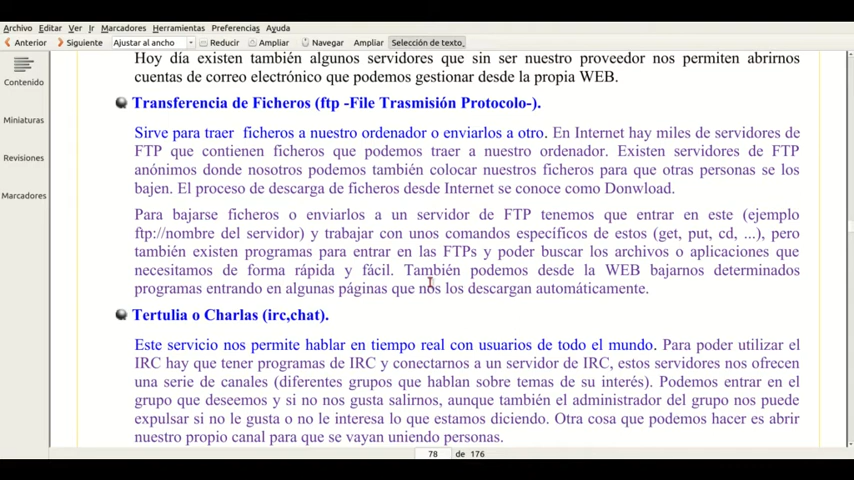 Archivo Editar Ver Ir Marcadores Herramientas Preferencias Ayuda
Anterior Siguiente Ajustar al ancho Reducir Ampliar Navegar Ampliar Selección de texto
Contenido
Miniaturas
Revisiones
Marcadores
Hoy día existen también algunos servidores que sin ser nuestro proveedor nos permiten abrirnos
cuentas de correo electrónico que podemos gestionar desde la propia WEB.
Transferencia de Ficheros (ftp -File Trasmisión Protocolo-).
Sirve para traer ficheros a nuestro ordenador o enviarlos a otro. En Internet hay miles de servidores de
FTP que contienen ficheros que podemos traer a nuestro ordenador. Existen servidores de FTP
anónimos donde nosotros podemos también colocar nuestros ficheros para que otras personas se los
bajen. El proceso de descarga de ficheros desde Internet se conoce como Donwload.
Para bajarse ficheros o enviarlos a un servidor de FTP tenemos que entrar en este (ejemplo
ftp://nombre del servidor) y trabajar con unos comandos específicos de estos (get, put, cd, ...), pero
también existen programas para entrar en las FTPs y poder buscar los archivos o aplicaciones que
necesitamos de forma rápida y fácil. También podemos desde la WEB bajarnos determinados
programas entrando en algunas páginas que nos los descargan automáticamente.
Tertulia o Charlas (irc,chat).
Este servicio nos permite hablar en tiempo real con usuarios de todo el mundo. Para poder utilizar el
IRC hay que tener programas de IRC y conectarnos a un servidor de IRC, estos servidores nos ofrecen
una serie de canales (diferentes grupos que hablan sobre temas de su interés). Podemos entrar en el
grupo que deseemos y si no nos gusta salirnos, aunque también el administrador del grupo nos puede
expulsar si no le gusta o no le interesa lo que estamos diciendo. Otra cosa que podemos hacer es abrir
nuestro propio canal para que se vayan uniendo personas.
78 de 176